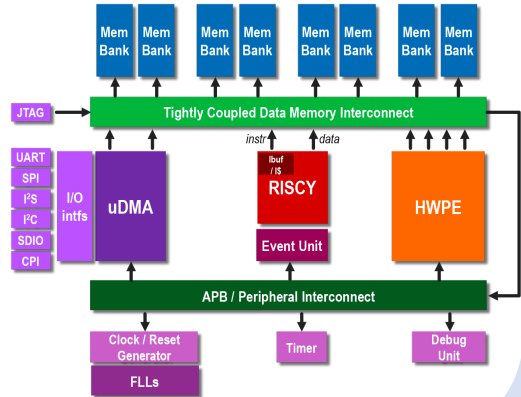 Mem Bank
Mem Bank
Mem Bank
Mem Bank
Mem Bank
Mem Bank
Mem Bank
Mem Bank
JTAG
Tightly Coupled Data Memory Interconnect
instr
data
UART
SPI
I²S
I²C
SDIO
CPI
I/O
intfs
uDMA
Ibuf
/ I$
RISCY
Event Unit
HWPE
APB / Peripheral Interconnect
Clock / Reset
Generator
FLLs
Timer
Debug
Unit